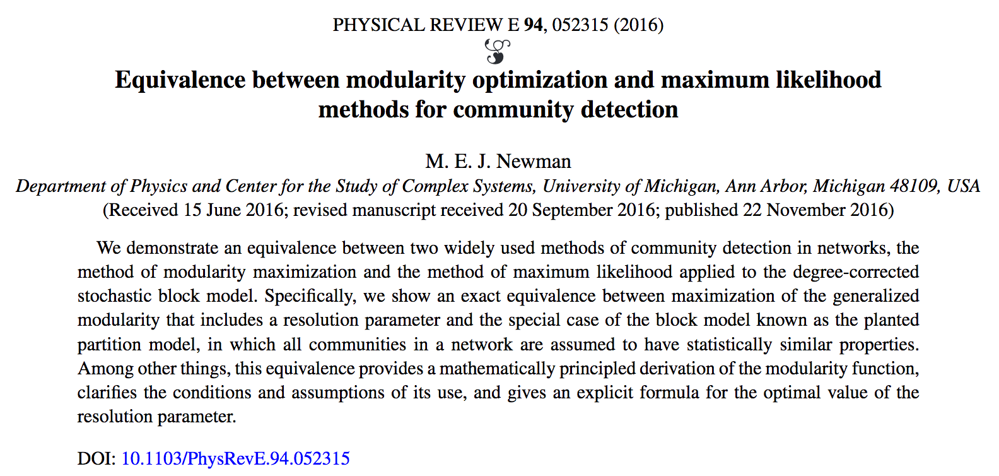 PHYSICAL REVIEW E 94, 052315 (2016)
Equivalence between modularity optimization and maximum likelihood
methods for community detection
M. E. J. Newman
Department of Physics and Center for the Study of Complex Systems, University of Michigan, Ann Arbor, Michigan 48109, USA
(Received 15 June 2016; revised manuscript received 20 September 2016; published 22 November 2016)
We demonstrate an equivalence between two widely used methods of community detection in networks, the
method of modularity maximization and the method of maximum likelihood applied to the degree-corrected
stochastic block model. Specifically, we show an exact equivalence between maximization of the generalized
modularity that includes a resolution parameter and the special case of the block model known as the planted
partition model, in which all communities in a network are assumed to have statistically similar properties.
Among other things, this equivalence provides a mathematically principled derivation of the modularity function,
clarifies the conditions and assumptions of its use, and gives an explicit formula for the optimal value of the
resolution parameter.
DOI: 10.1103/PhysRevE.94.052315